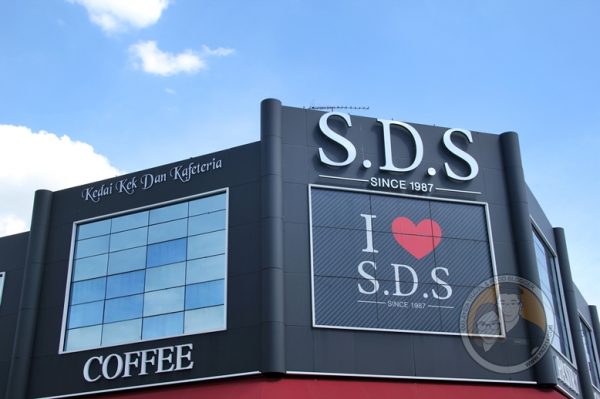 Kedai Kek Dan Kafeteria
COFFEE
S.D.S
SINCE 1987
I ❤
S.D.S
SINCE 1987